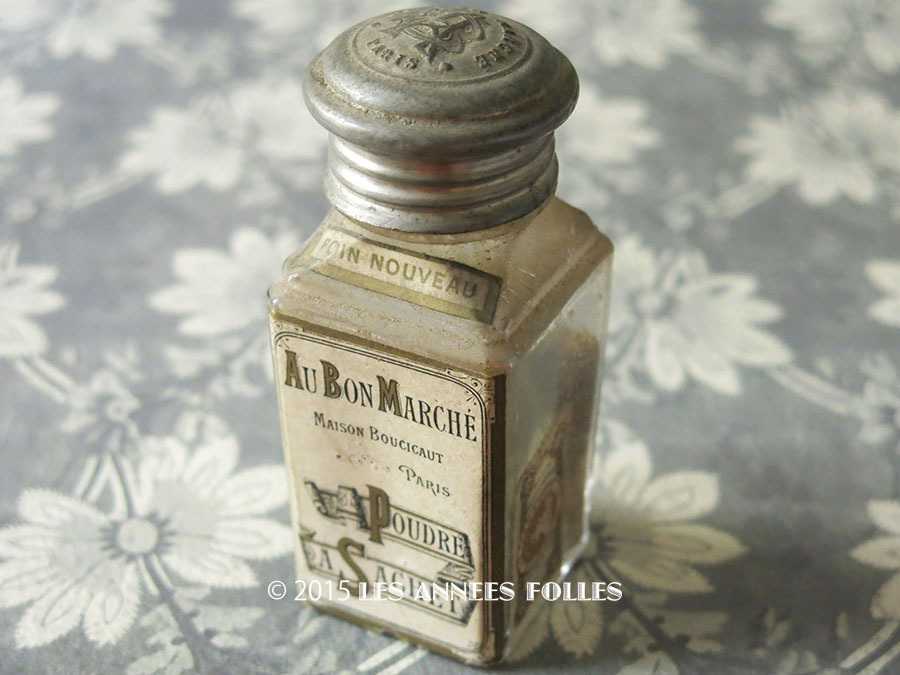 PARIS
FOIN NOUVEAU
AU BON MARCHÉ
MAISON BOUCICAUT
PARIS
POUDRE
A SACHET
© 2015 LES ANNEES FOLLES